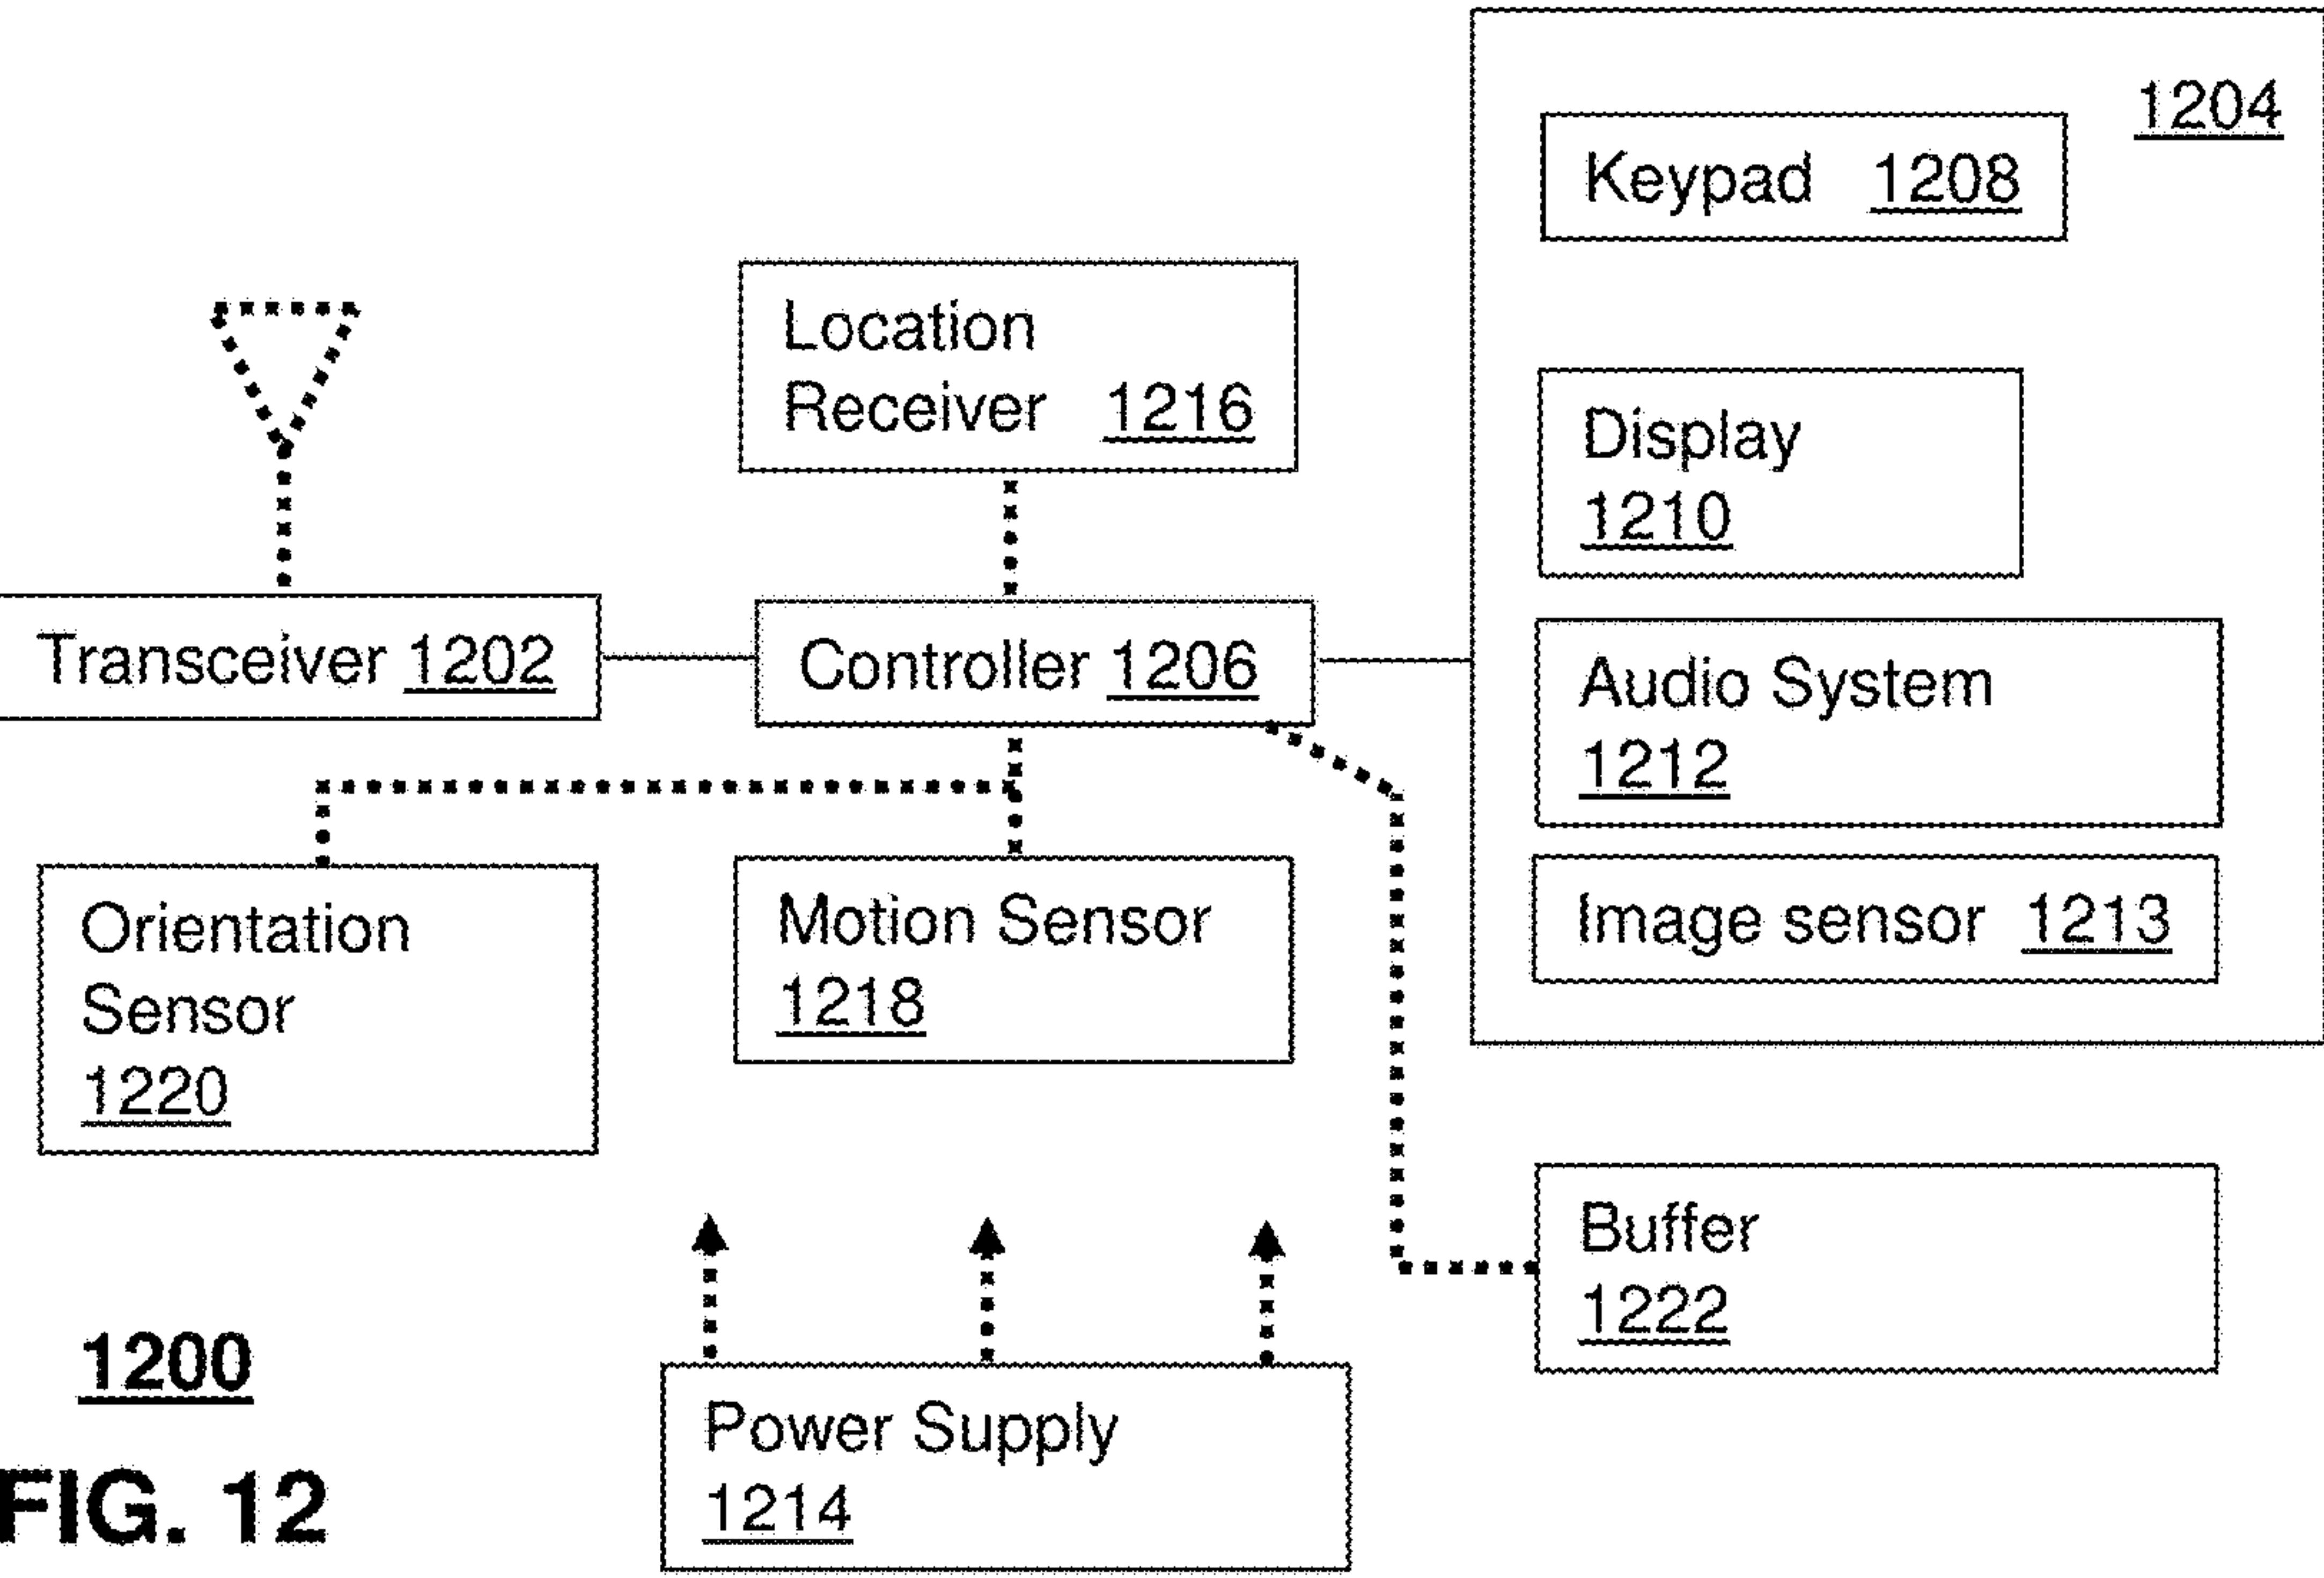 1204
Keypad 1208
Location
Receiver 1216
Display
1210
Transceiver 1202
Controller 1206
Audio System
1212
Orientation
Sensor
1220
Motion Sensor
1218
Image sensor 1213
Buffer
1222
1200
Power Supply
1214
FIG. 12